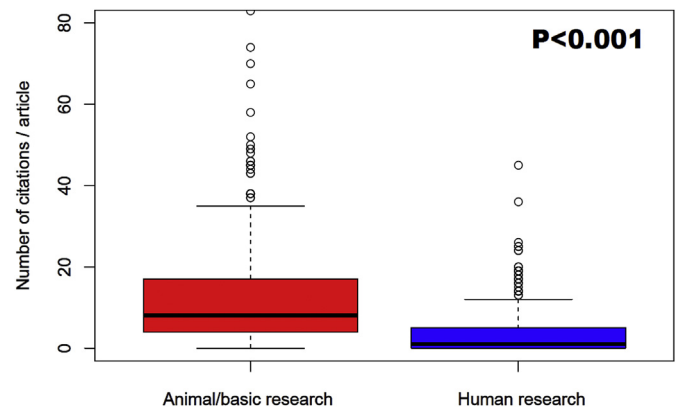 P<0.001
Number of citations / article
80
60
40
20
0
Animal/basic research
Human research